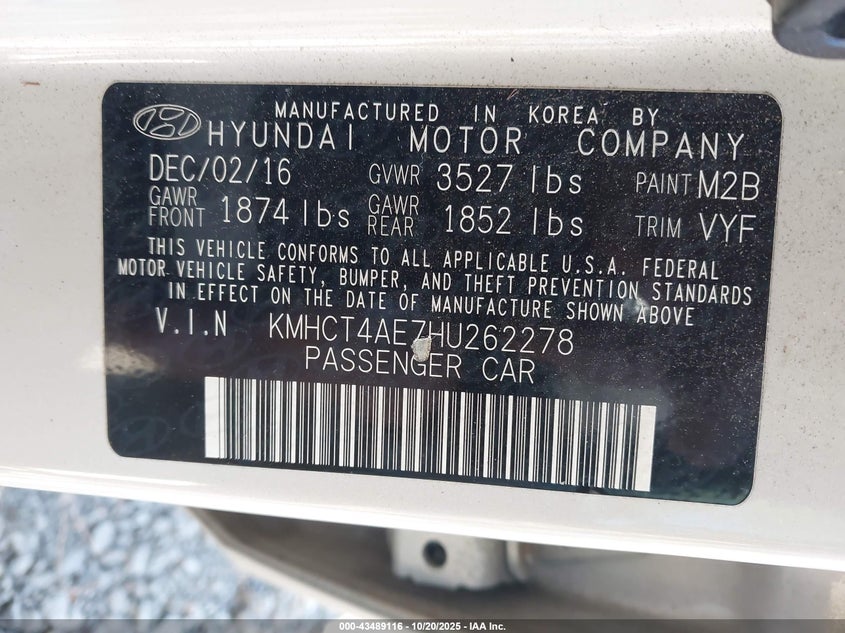 MANUFACTURED IN KOREA BY
HYUNDAI MOTOR COMPANY
DEC/02/16 GVWR 3527 lbs PAINT M2B
GAWR FRONT 1874 lbs GAWR REAR 1852 lbs TRIM VYF
THIS VEHICLE CONFORMS TO ALL APPLICABLE U.S.A. FEDERAL
MOTOR VEHICLE SAFETY, BUMPER, AND THEFT PREVENTION STANDARDS
IN EFFECT ON THE DATE OF MANUFACTURE SHOWN ABOVE
V.I.N KMHCT4AE7HU262278
PASSENGER CAR
000-43489116 - 10/20/2025 - IAA Inc.